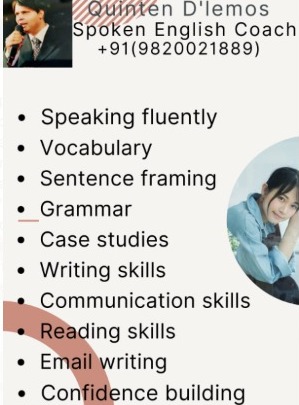 Quinten D'lemos
Spoken English Coach
+91(9820021889)
• Speaking fluently
• Vocabulary
• Sentence framing
• Grammar
• Case studies
• Writing skills
• Communication skills
• Reading skills
• Email writing
• Confidence building